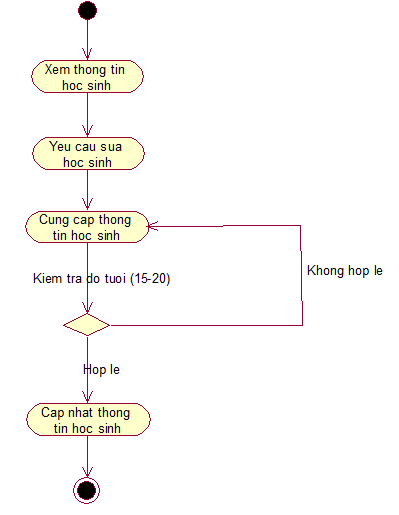 Xem thong tin
hoc sinh
Yeu cau sua
hoc sinh
Cung cap thong
tin hoc sinh
Kiem tra do tuoi (15-20)
Khong hop le
Hop le
Cap nhat thong
tin hoc sinh